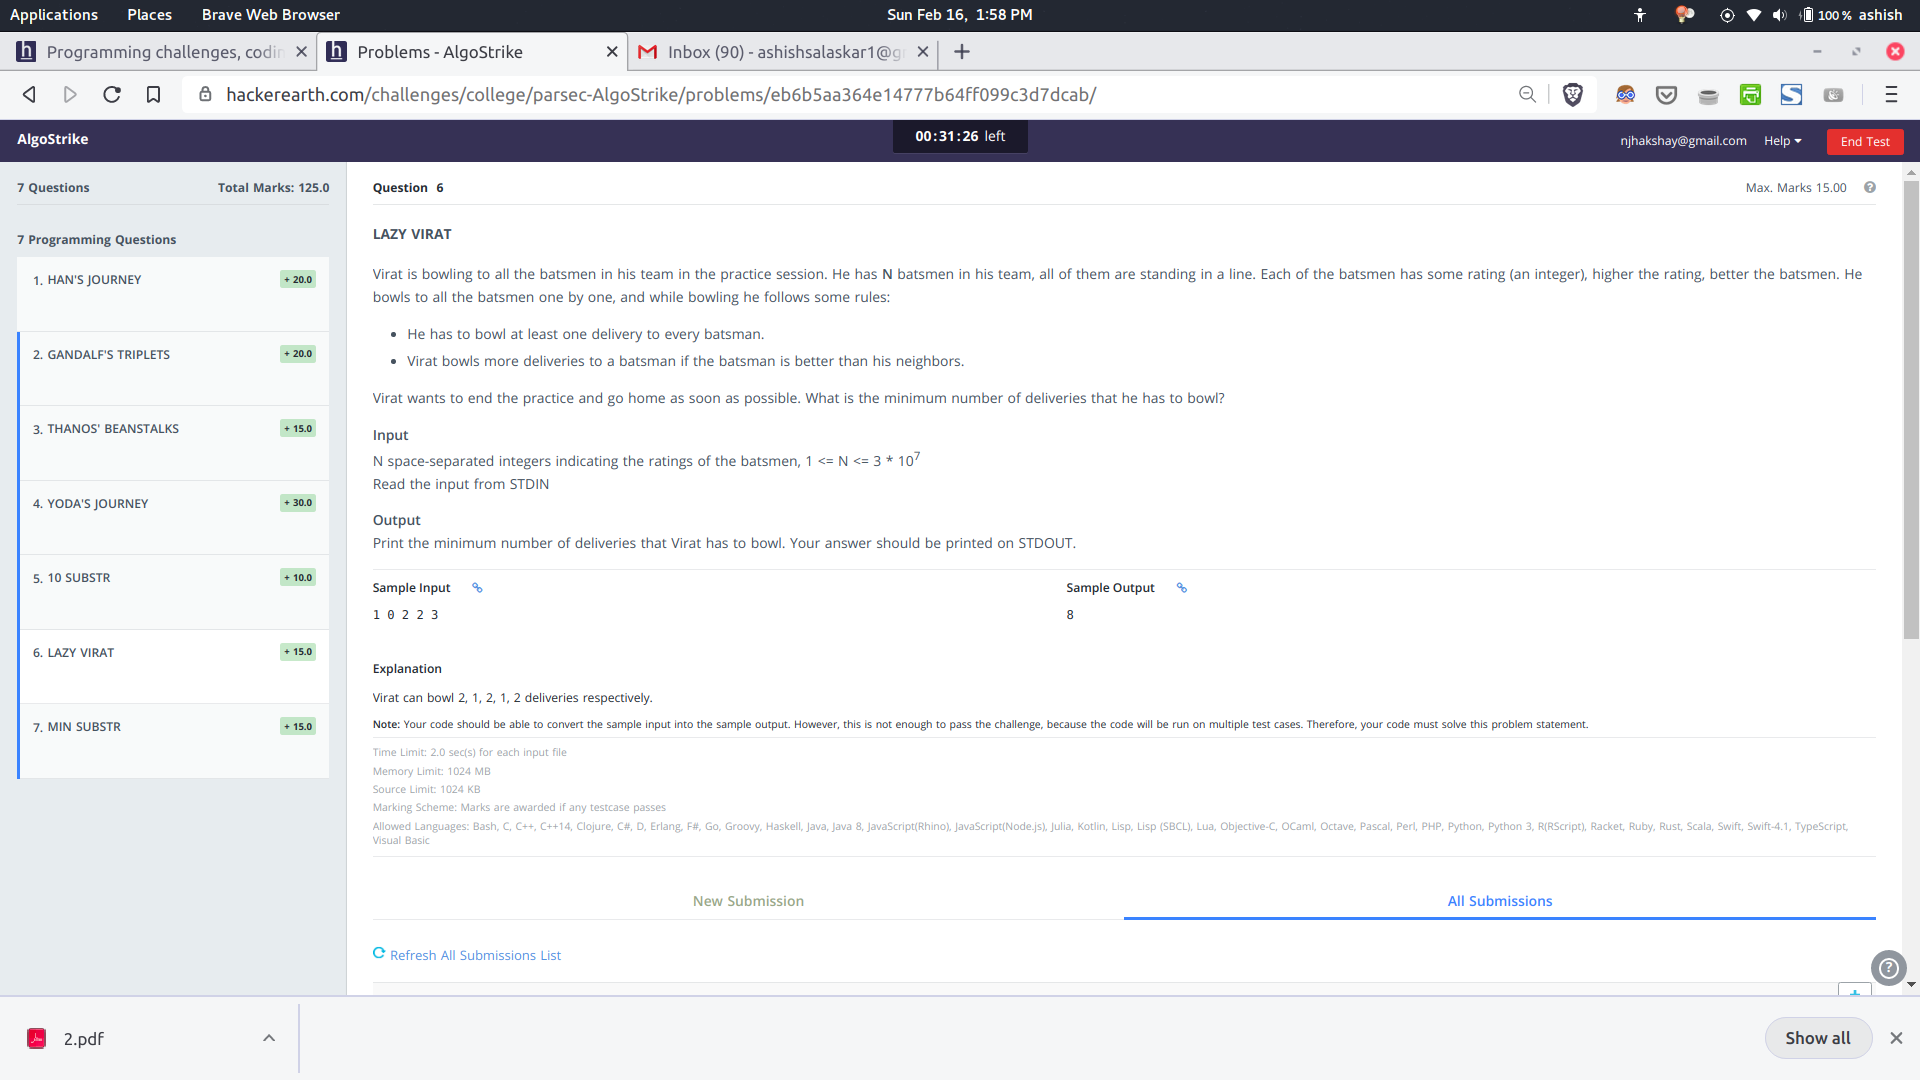 Applications Places Brave Web Browser Sun Feb 16, 1:58 PM 100 % ashish
Programming challenges, codin Problems - AlgoStrike Inbox (90) - ashishsalaskar1@g
hackerearth.com/challenges/college/parsec-AlgoStrike/problems/eb6b5aa364e14777b64ff099c3d7dcab/
AlgoStrike 00:31:26 left njhakshay@gmail.com Help End Test
7 Questions Total Marks: 125.0
7 Programming Questions
1. HAN'S JOURNEY + 20.0
2. GANDALF'S TRIPLETS + 20.0
3. THANOS' BEANSTALKS + 15.0
4. YODA'S JOURNEY + 30.0
5. 10 SUBSTR + 10.0
6. LAZY VIRAT + 15.0
7. MIN SUBSTR + 15.0
Question 6 Max. Marks 15.00
LAZY VIRAT
Virat is bowling to all the batsmen in his team in the practice session. He has N batsmen in his team, all of them are standing in a line. Each of the batsmen has some rating (an integer), higher the rating, better the batsmen. He
bowls to all the batsmen one by one, and while bowling he follows some rules:
• He has to bowl at least one delivery to every batsman.
• Virat bowls more deliveries to a batsman if the batsman is better than his neighbors.
Virat wants to end the practice and go home as soon as possible. What is the minimum number of deliveries that he has to bowl?
Input
N space-separated integers indicating the ratings of the batsmen, 1 <= N <= 3 * 10^7
Read the input from STDIN
Output
Print the minimum number of deliveries that Virat has to bowl. Your answer should be printed on STDOUT.
Sample Input Sample Output
1 0 2 2 3 8
Explanation
Virat can bowl 2, 1, 2, 1, 2 deliveries respectively.
Note: Your code should be able to convert the sample input into the sample output. However, this is not enough to pass the challenge, because the code will be run on multiple test cases. Therefore, your code must solve this problem statement.
Time Limit: 2.0 sec(s) for each input file
Memory Limit: 1024 MB
Source Limit: 1024 KB
Marking Scheme: Marks are awarded if any testcase passes
Allowed Languages: Bash, C, C++, C++14, Clojure, C#, D, Erlang, F#, Go, Groovy, Haskell, Java, Java 8, JavaScript(Rhino), JavaScript(Node.js), Julia, Kotlin, Lisp, Lisp (SBCL), Lua, Objective-C, OCaml, Octave, Pascal, Perl, PHP, Python, Python 3, R(RScript), Racket, Ruby, Rust, Scala, Swift, Swift-4.1, TypeScript,
Visual Basic
New Submission All Submissions
Refresh All Submissions List
2.pdf Show all